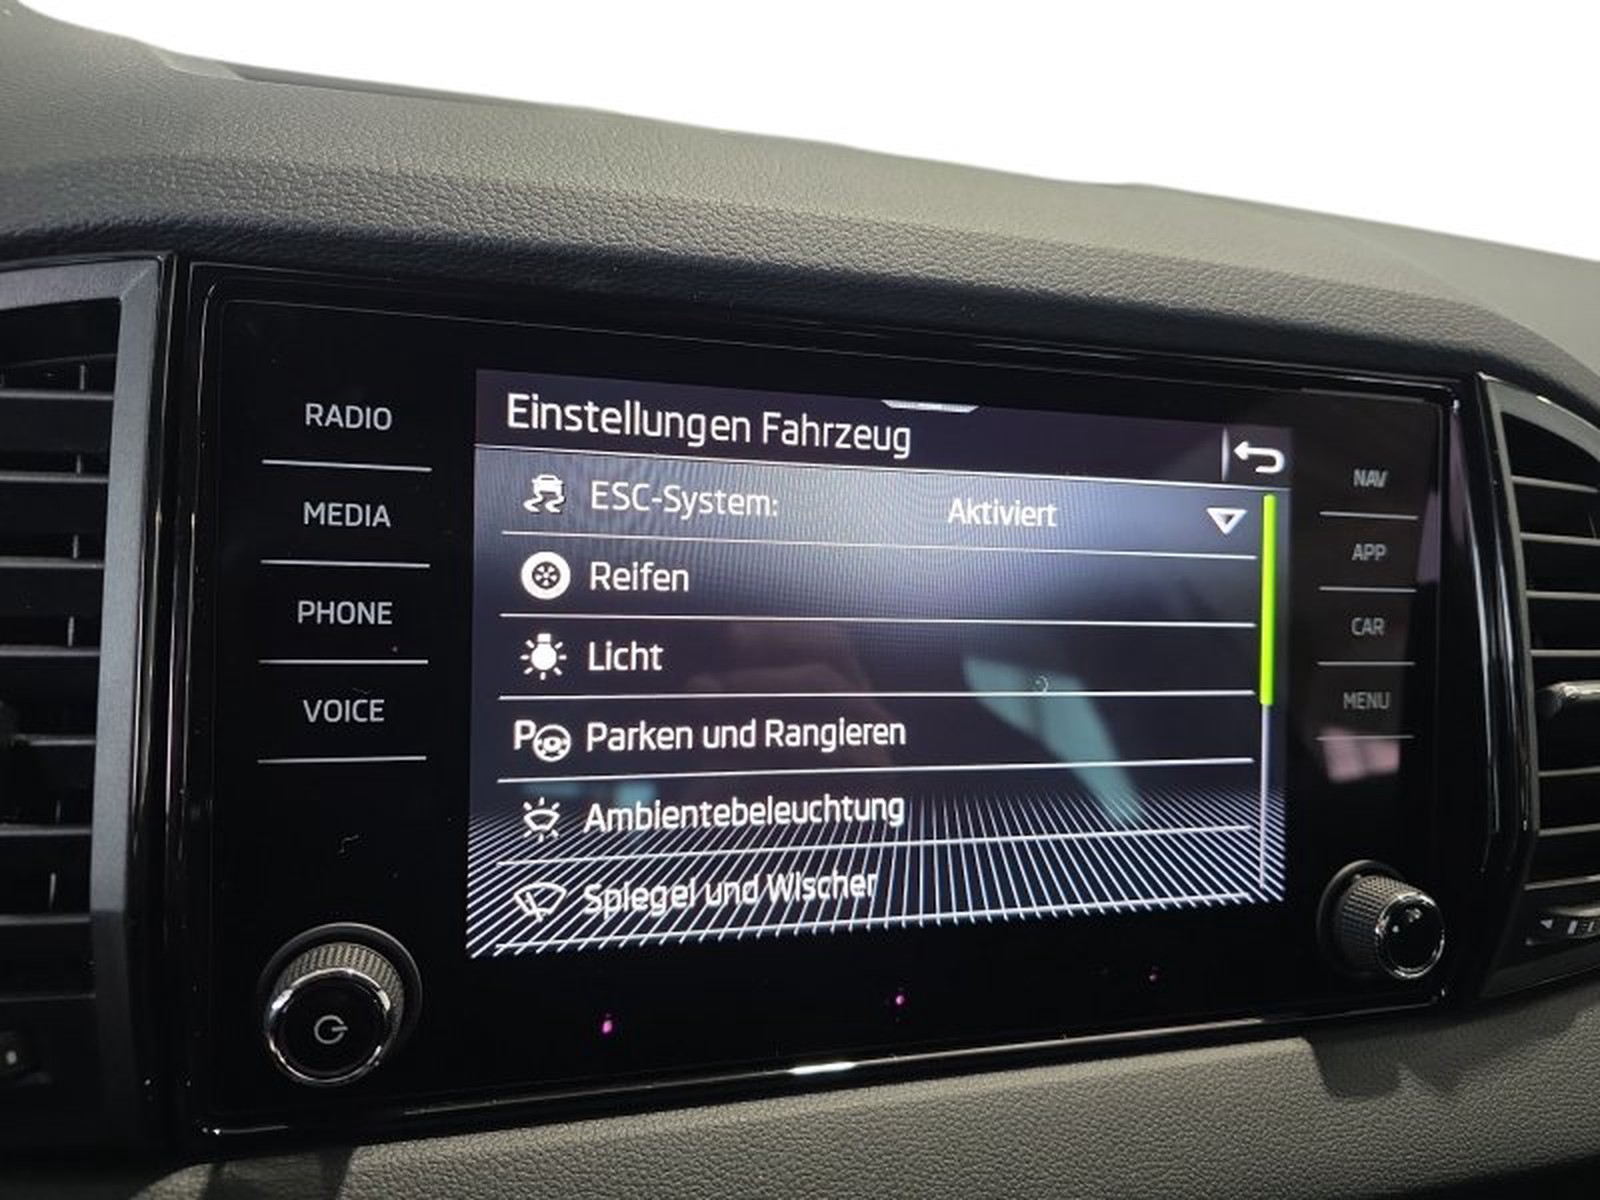 RADIO
MEDIA
PHONE
VOICE
Einstellungen Fahrzeug
ESC-System: Aktiviert
Reifen
Licht
P Parken und Rangieren
Ambientebeleuchtung
Spiegel und Wischer
NAV
APP
CAR
MENU